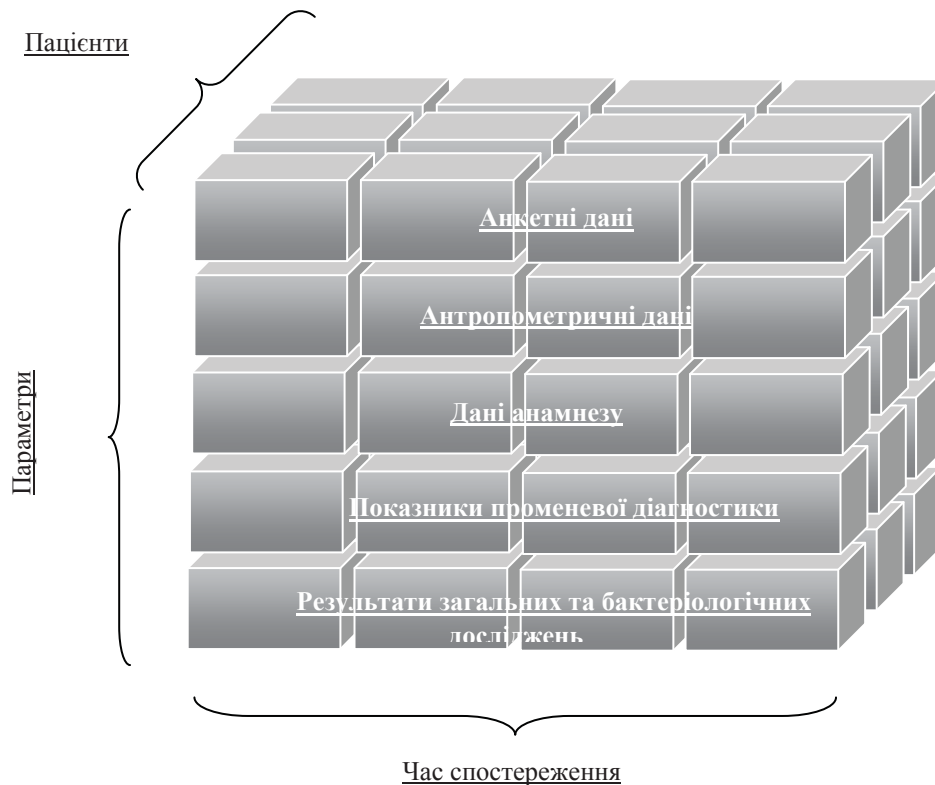 Пацієнти
Анкетні дані
Антропометричні дані
Дані анамнезу
Параметри
Показники променевої діагностики
Результати загальних та бактеріологічних
досліджень
Час спостереження